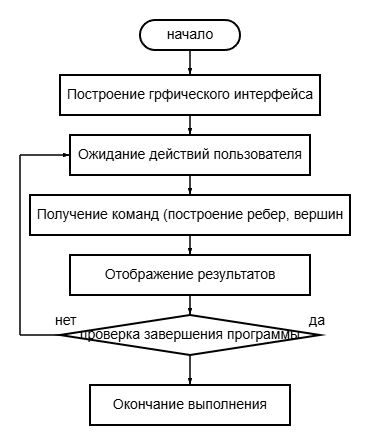 начало
Построение грфического интерфейса
Ожидание действий пользователя
Получение команд (построение ребер, вершин
Отображение результатов
нет
да
проверка завершения программы
Окончание выполнения